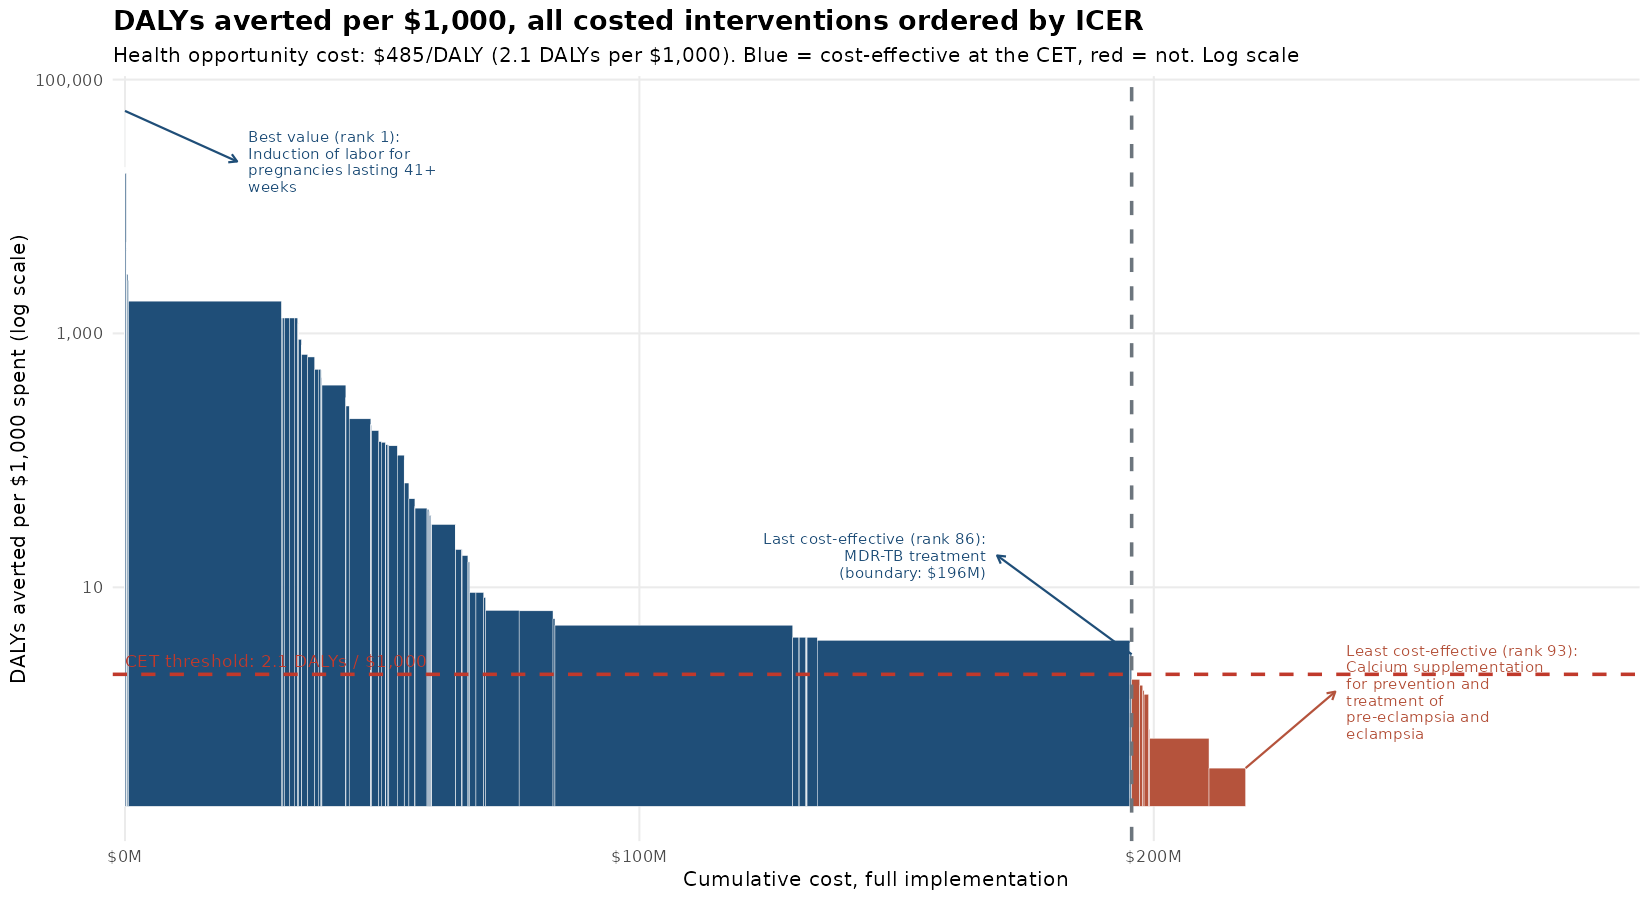 DALYs averted per $1,000, all costed interventions ordered by ICER
Health opportunity cost: $485/DALY (2.1 DALYs per $1,000). Blue = cost-effective at the CET, red = not. Log scale
100,000
1,000
10
DALYs averted per $1,000 spent (log scale)
Best value (rank 1):
Induction of labor for
pregnancies lasting 41+
weeks
Last cost-effective (rank 86):
MDR-TB treatment
(boundary: $196M)
CET threshold: 2.1 DALYs / $1,000
Least cost-effective (rank 93):
Calcium supplementation
for prevention and
treatment of
pre-eclampsia and
eclampsia
$0M
$100M
$200M
Cumulative cost, full implementation